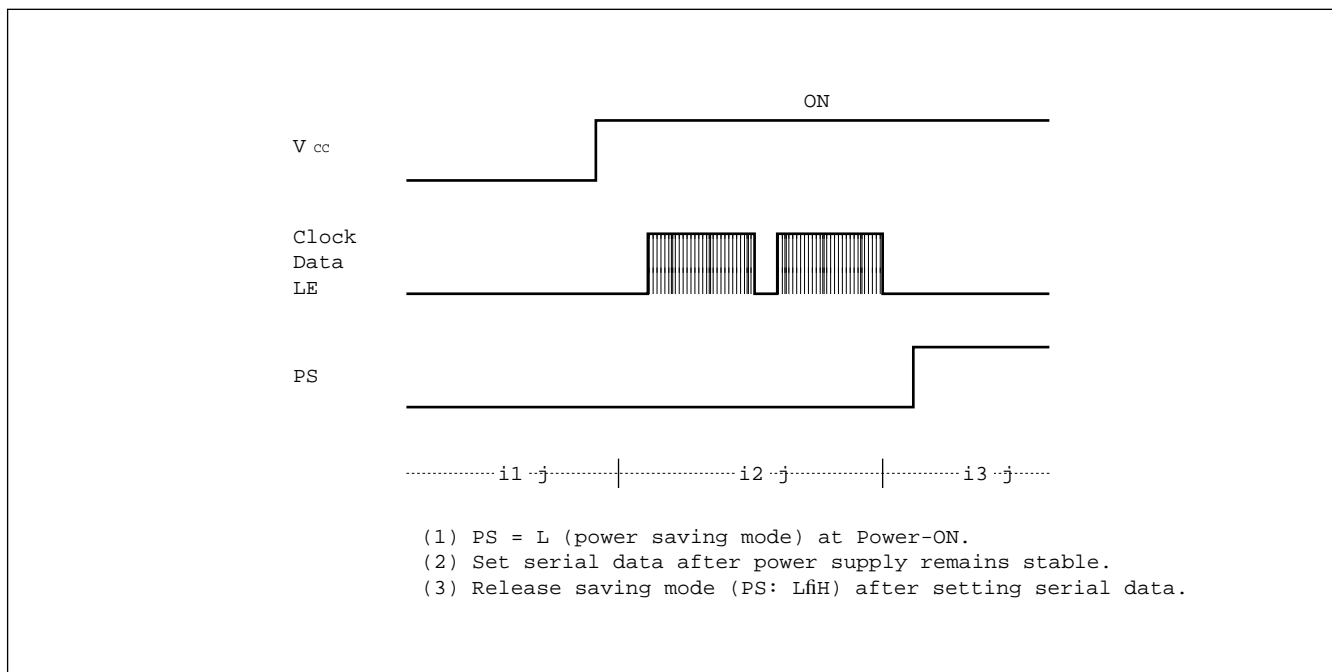 ON
V cc
Clock
Data
LE
PS
i1 j i2 j i3 j
(1) PS = L (power saving mode) at Power-ON.
(2) Set serial data after power supply remains stable.
(3) Release saving mode (PS: LfiH) after setting serial data.